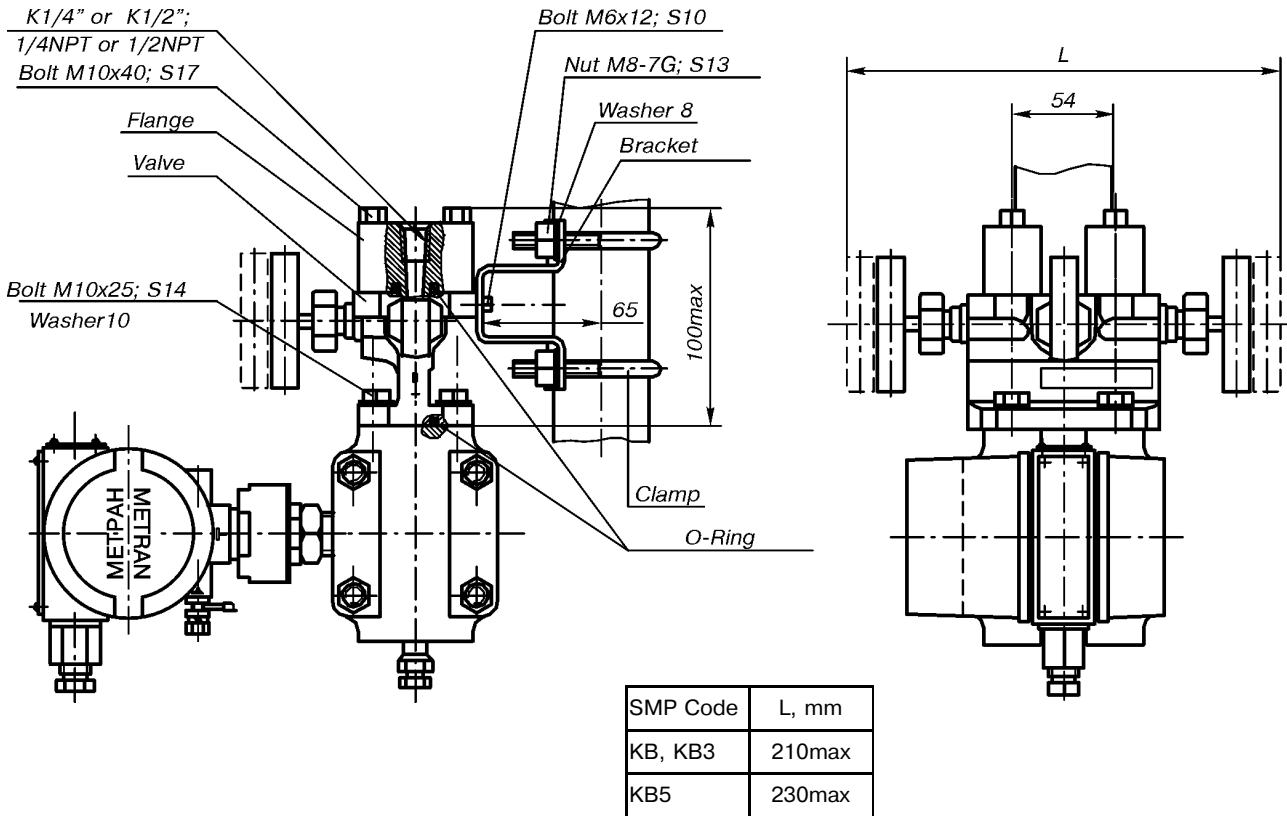 K1/4” or K1/2”;
1/4NPT or 1/2NPT
Bolt M10x40; S17
Flange
Valve
Bolt M10x25; S14
Washer10
Bolt M6x12; S10
Nut M8-7G; S13
Washer 8
Bracket
65
100max
Clamp
O-Ring
МЕТРАН
METRAN
L
54
SMP Code L, mm
KB, KB3 210max
KB5 230max